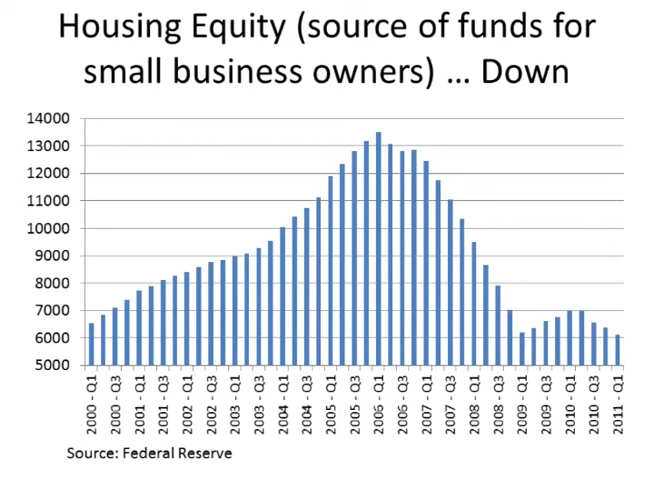 Housing Equity (source of funds for
small business owners) … Down
14000
13000
12000
11000
10000
9000
8000
7000
6000
5000
2000 - Q1
2000 - Q3
2001 - Q1
2001 - Q3
2002 - Q1
2002 - Q3
2003 - Q1
2003 - Q3
2004 - Q1
2004 - Q3
2005 - Q1
2005 - Q3
2006 - Q1
2006 - Q3
2007 - Q1
2007 - Q3
2008 - Q1
2008 - Q3
2009 - Q1
2009 - Q3
2010 - Q1
2010 - Q3
2011 - Q1
Source: Federal Reserve